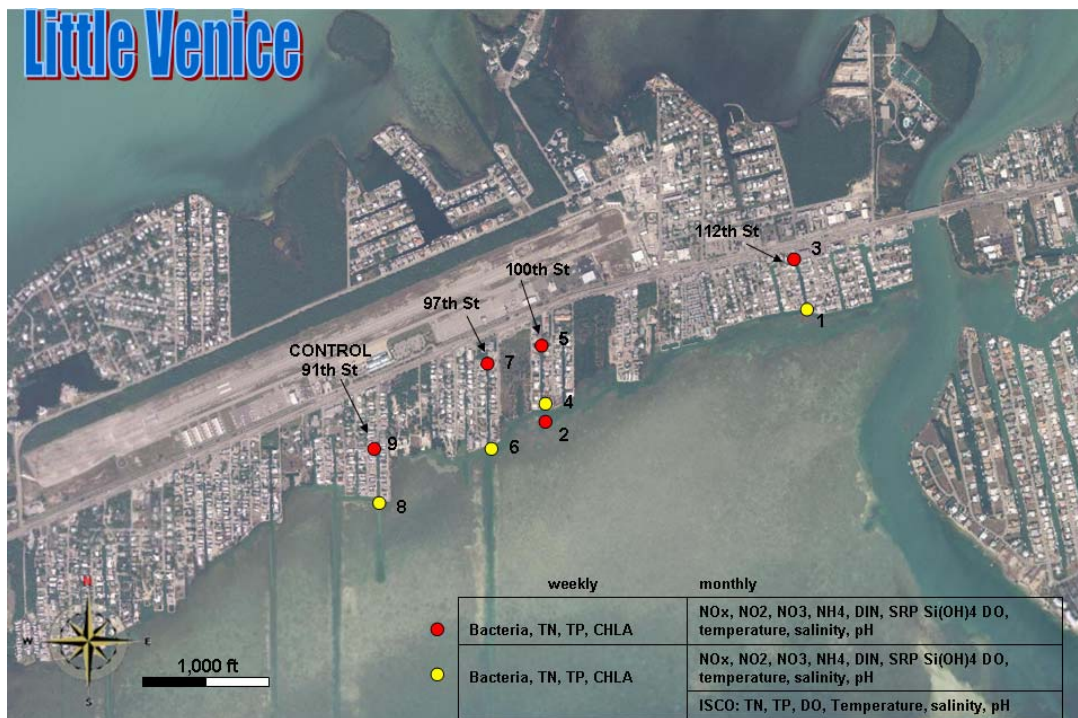 Little Venice
112th St
3
1
100th St
5
97th St
7
4
2
CONTROL
91th St
9
6
8
N
W
E
S
1,000 ft
weekly
monthly
Bacteria, TN, TP, CHLA
NOx, NO2, NO3, NH4, DIN, SRP Si(OH)4 DO,
temperature, salinity, pH
Bacteria, TN, TP, CHLA
NOx, NO2, NO3, NH4, DIN, SRP Si(OH)4 DO,
temperature, salinity, pH
ISCO: TN, TP, DO, Temperature, salinity, pH